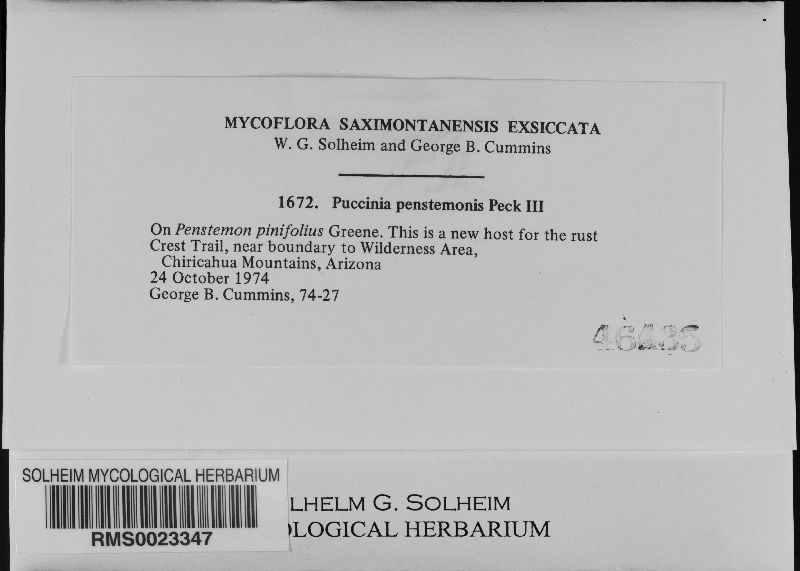 MYCOFLORA SAXIMONTANENSIS EXSICCATA
W. G. Solheim and George B. Cummins
1672. Puccinia penstemonis Peck III
On Penstemon pinifolius Greene. This is a new host for the rust
Crest Trail, near boundary to Wilderness Area,
Chiricahua Mountains, Arizona
24 October 1974
George B. Cummins, 74-27
46435
SOLHEIM MYCOLOGICAL HERBARIUM
RMS0023347
LHELM G. SOLHEIM
OLOGICAL HERBARIUM